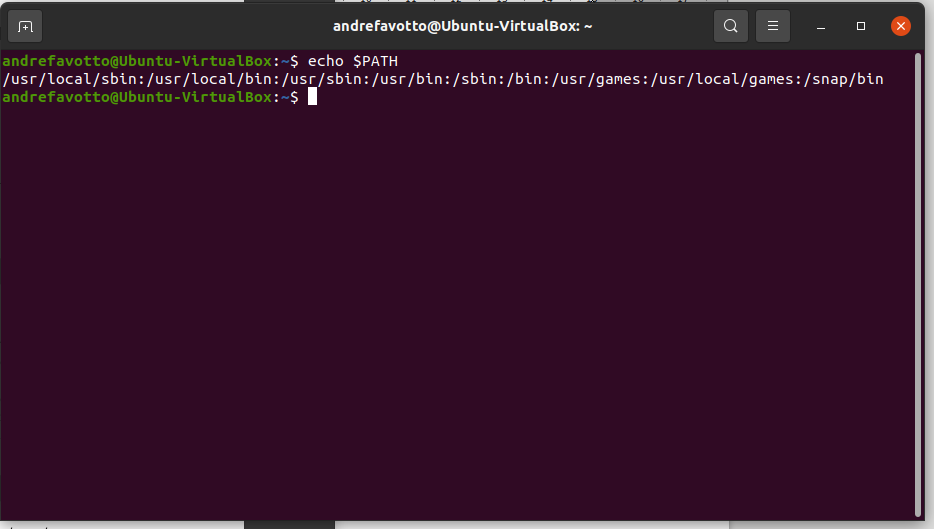 andrefavotto@Ubuntu-VirtualBox: ~
andrefavotto@Ubuntu-VirtualBox:~$ echo $PATH
/usr/local/sbin:/usr/local/bin:/usr/sbin:/usr/bin:/sbin:/bin:/usr/games:/usr/local/games:/snap/bin
andrefavotto@Ubuntu-VirtualBox:~$